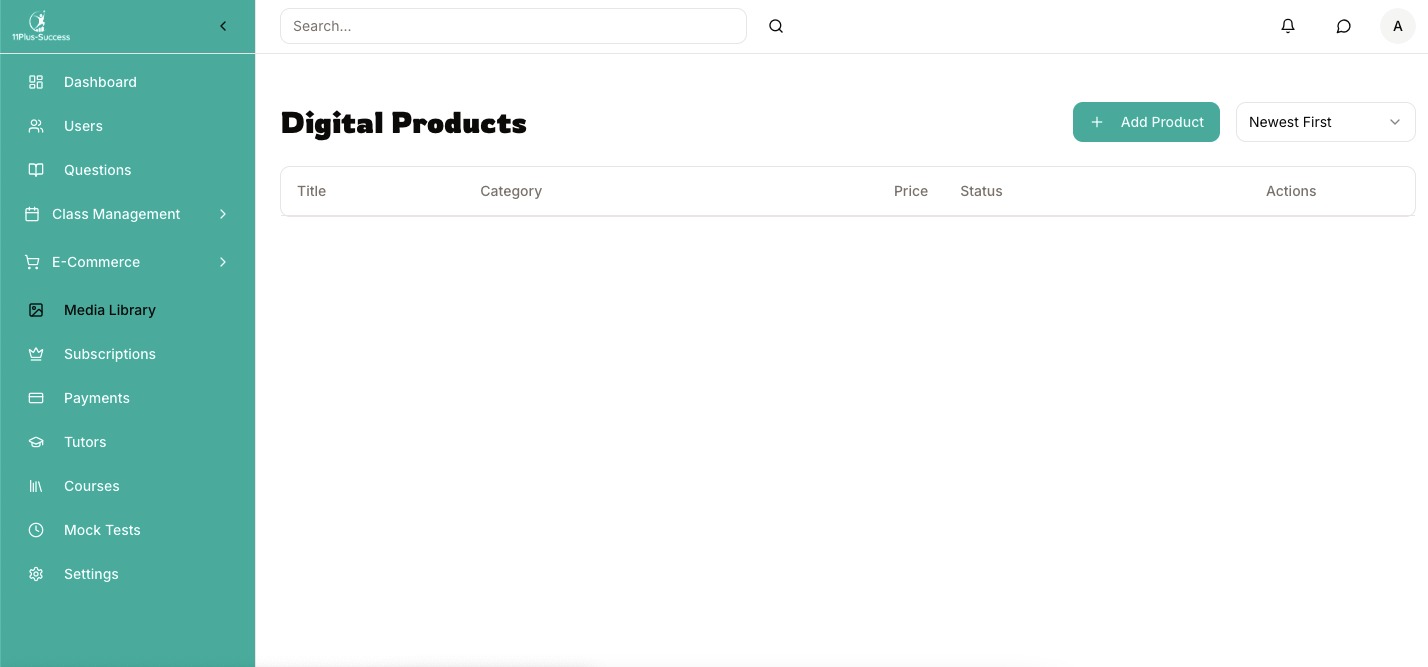 11Plus-Success
Search...
A
Dashboard
Users
Questions
Class Management
E-Commerce
Media Library
Subscriptions
Payments
Tutors
Courses
Mock Tests
Settings
Digital Products
Add Product
Newest First
Title Category Price Status Actions